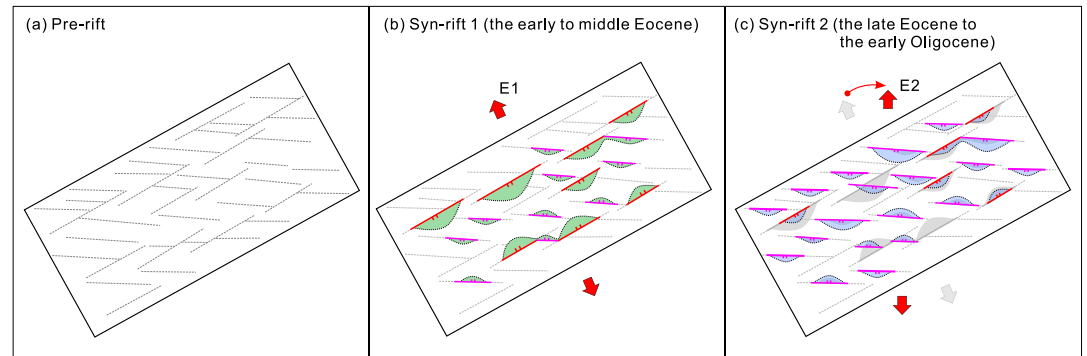 (a) Pre-rift
(b) Syn-rift 1 (the early to middle Eocene)
(c) Syn-rift 2 (the late Eocene to
the early Oligocene)
E1
E2